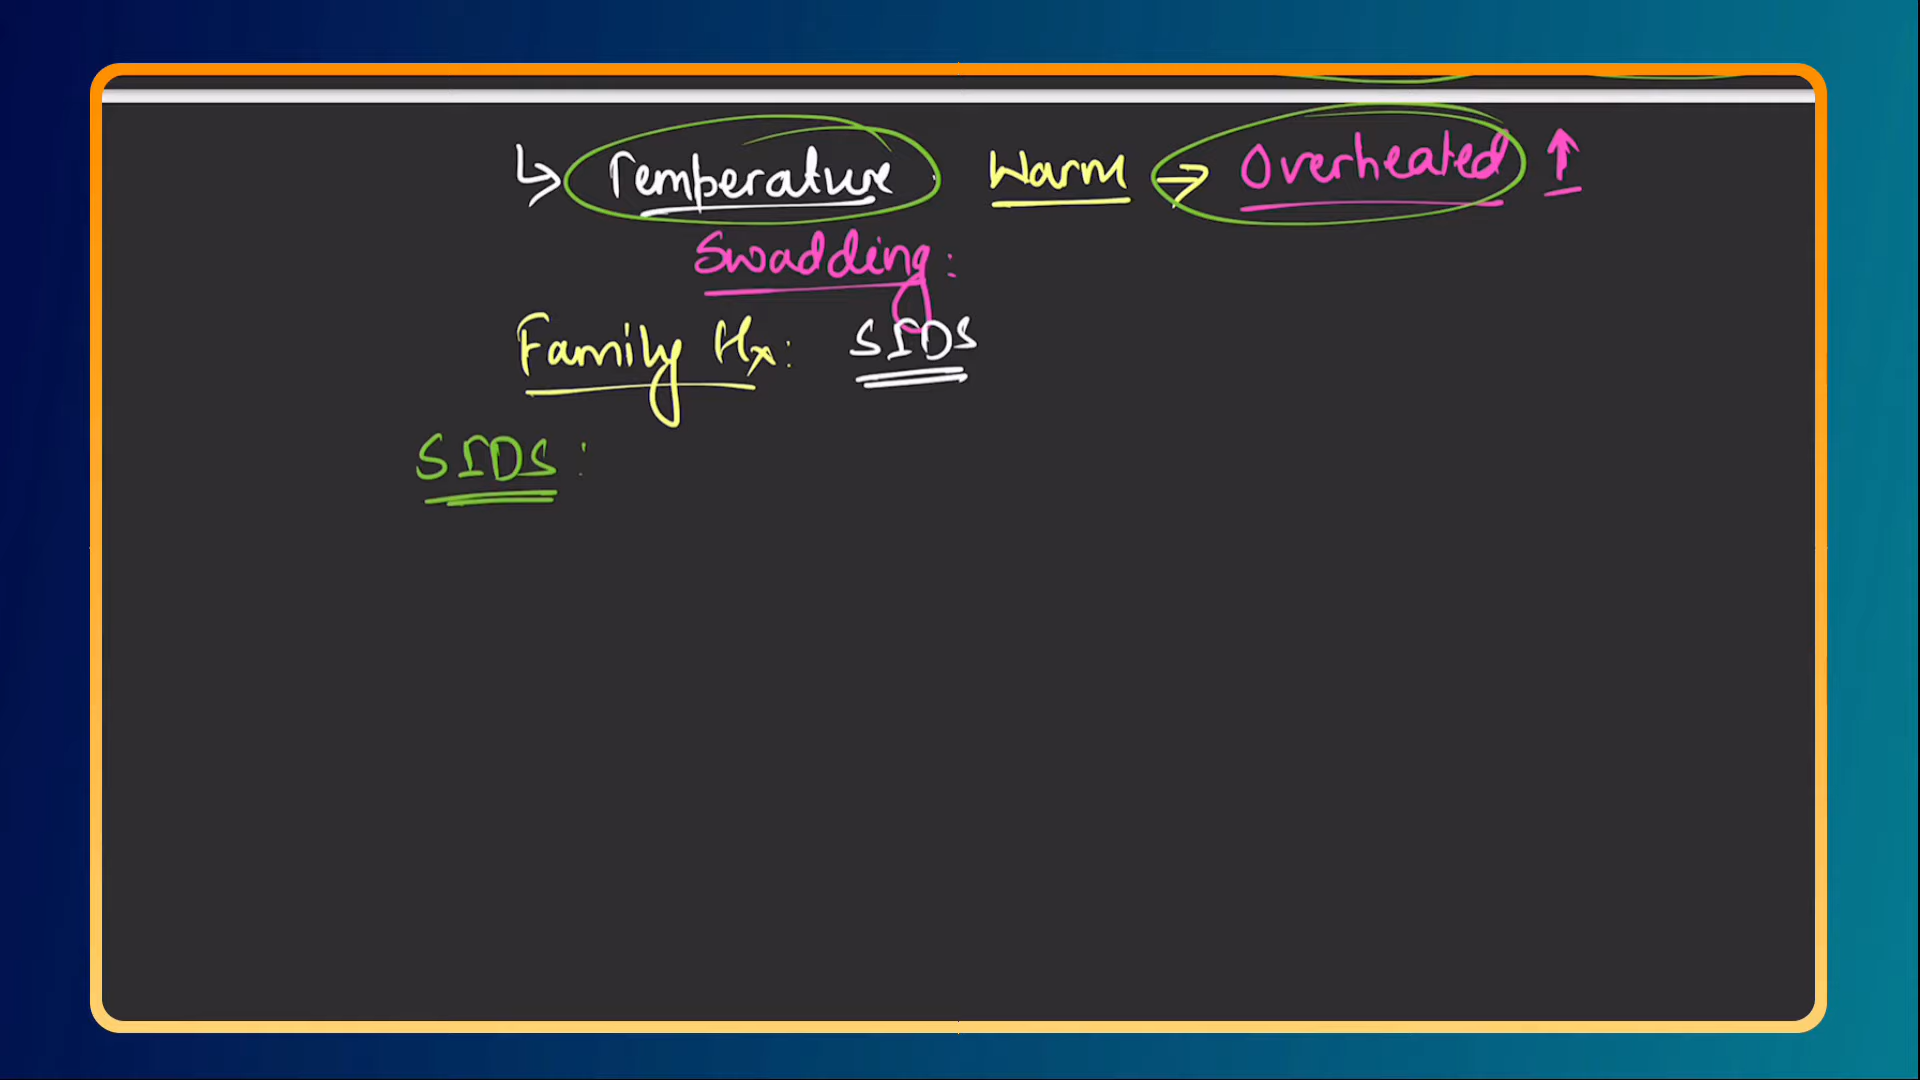 ↳ Temperature Warm → Overheated ↑
Swadding:
Family Hx: SIDS
SIDS: